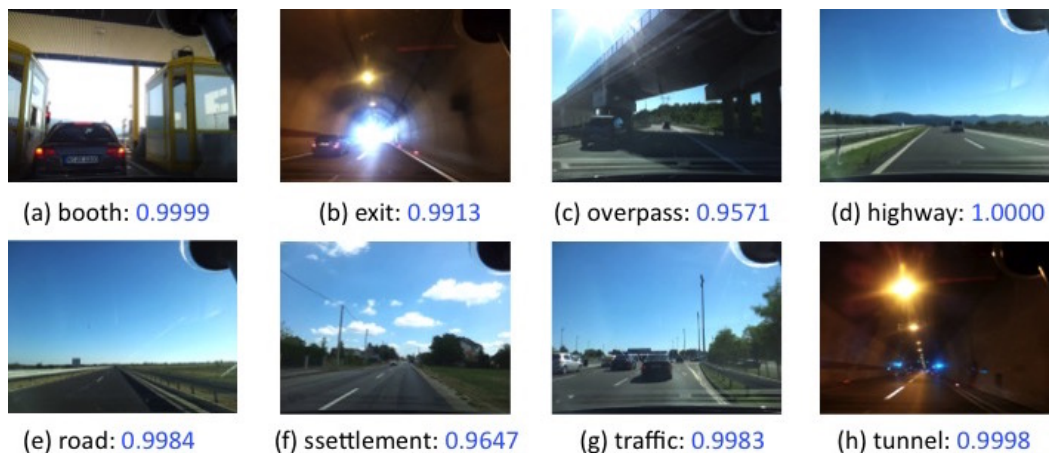 (a) booth: 0.9999
(b) exit: 0.9913
(c) overpass: 0.9571
(d) highway: 1.0000
(e) road: 0.9984
(f) ssettlement: 0.9647
(g) traffic: 0.9983
(h) tunnel: 0.9998